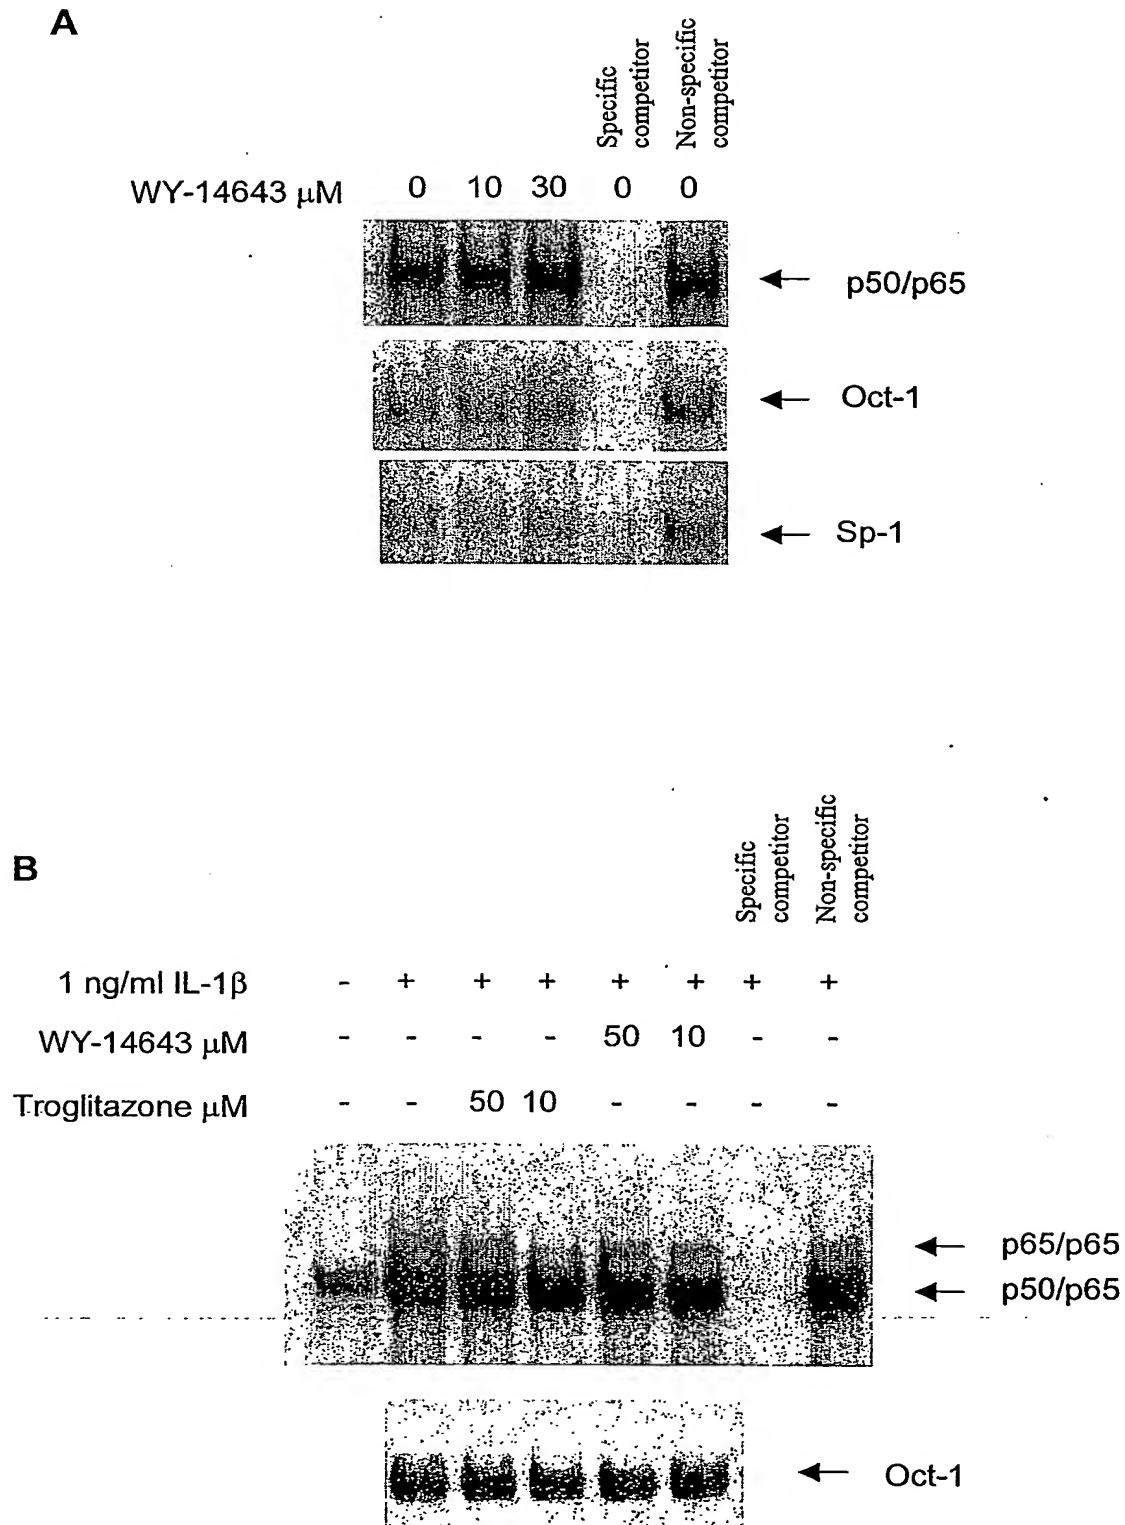 A
Specific
competitor
Non-specific
competitor
WY-14643 μM 0 10 30 0 0
p50/p65
Oct-1
Sp-1
B
Specific
competitor
Non-specific
competitor
1 ng/ml IL-1β - + + + + + + +
WY-14643 μM - - - - 50 10 - -
Troglitazone μM - - 50 10 - - - -
p65/p65
p50/p65
Oct-1